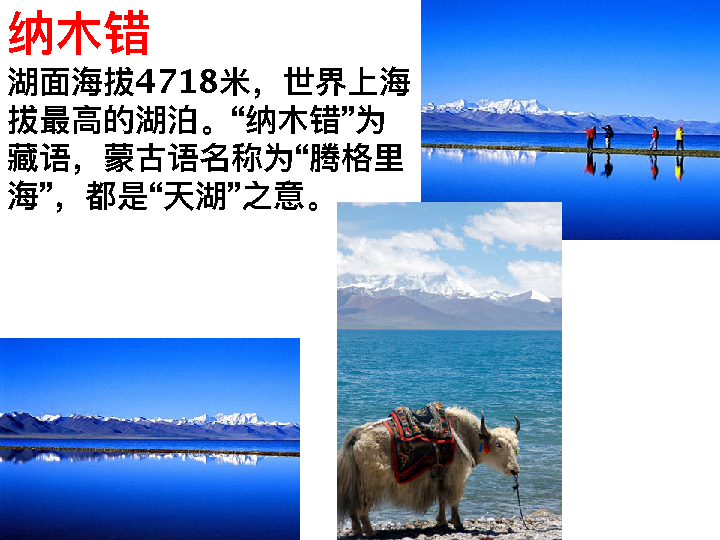 纳木错
湖面海拔4718米，世界上海
拔最高的湖泊。“纳木错”为
藏语，蒙古语名称为“腾格里
海”，都是“天湖”之意。